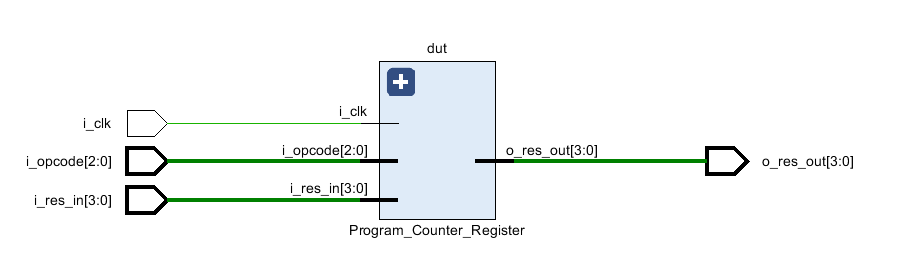 dut
i_clk
i_clk
i_opcode[2:0]
i_opcode[2:0]
o_res_out[3:0]
o_res_out[3:0]
i_res_in[3:0]
i_res_in[3:0]
Program_Counter_Register